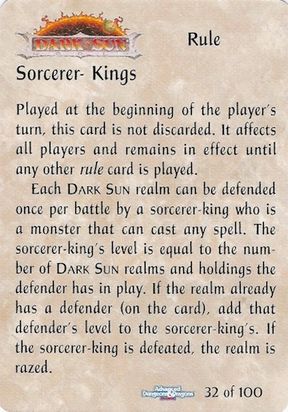 DARK SUN
Rule
Sorcerer- Kings
Played at the beginning of the player's
turn, this card is not discarded. It affects
all players and remains in effect until
any other rule card is played.
Each DARK SUN realm can be defended
once per battle by a sorcerer-king who is
a monster that can cast any spell. The
sorcerer-king's level is equal to the num-
ber of DARK SUN realms and holdings the
defender has in play. If the realm already
has a defender (on the card), add that
defender's level to the sorcerer-king's. If
the sorcerer-king is defeated, the realm is
razed.
Advanced
Dungeons & Dragons
32 of 100